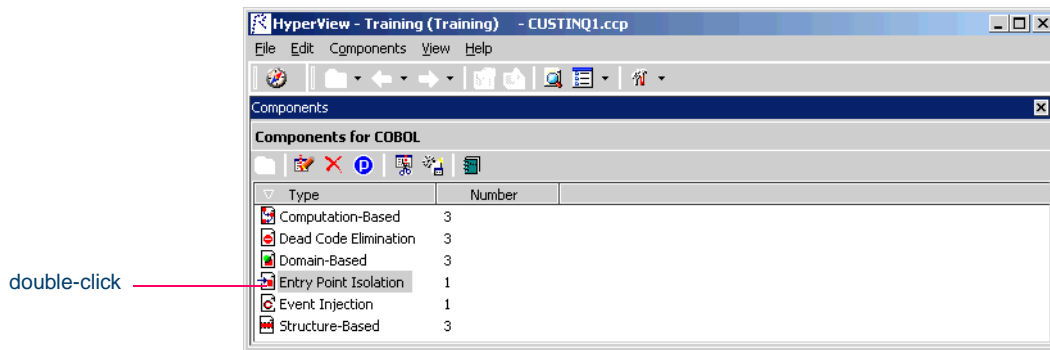 HyperView - Training (Training) - CUSTINQ1.ccp
File Edit Components View Help
Components
Components for COBOL
Type Number
Computation-Based 3
Dead Code Elimination 3
Domain-Based 3
double-click
Entry Point Isolation 1
Event Injection 1
Structure-Based 3